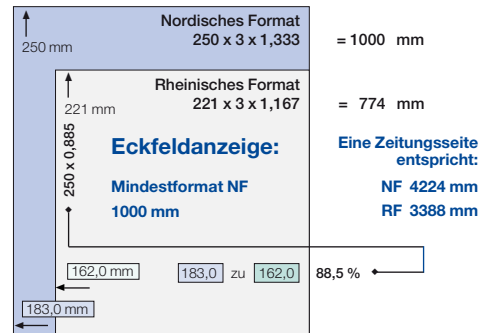 Nordisches Format
250 x 3 x 1,333 = 1000 mm
250 mm
Rheinisches Format
221 x 3 x 1,167 = 774 mm
221 mm
250 x 0,885
Eckfeldanzeige:
Mindestformat NF
1000 mm
Eine Zeitungsseite
entspricht:
NF 4224 mm
RF 3388 mm
162,0 mm
183,0 zu 162,0 88,5 %
183,0 mm